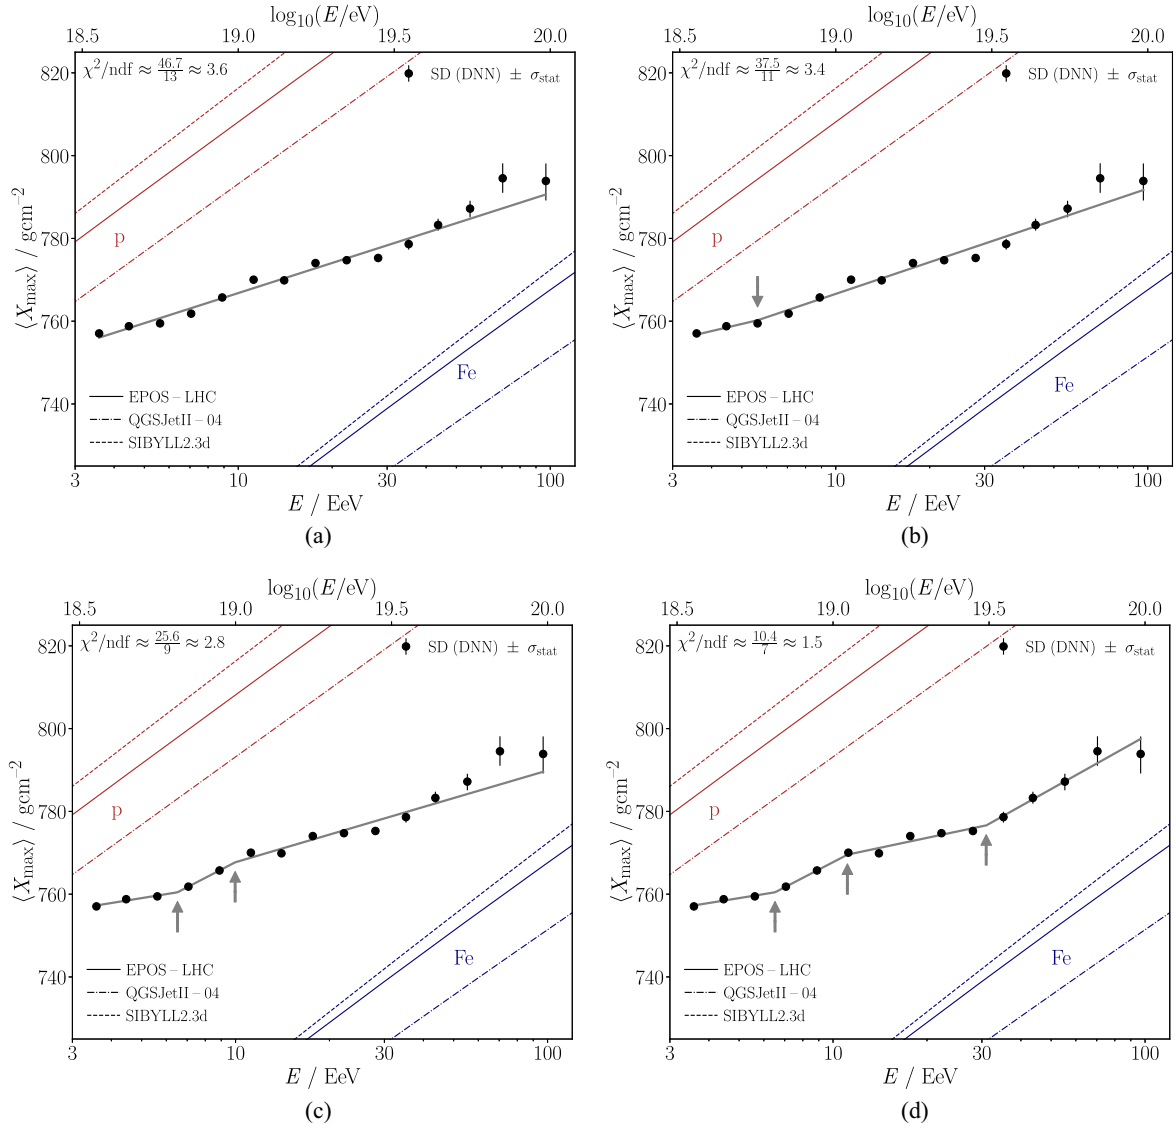 log₁₀(E/eV)
18.5 19.0 19.5 20.0
χ²/ndf ≈ 46.7/13 ≈ 3.6
SD (DNN) ± σstat
820
800
780
760
740
⟨Xmax⟩ / gcm⁻²
p
Fe
EPOS – LHC
QGSJetII – 04
SIBYLL2.3d
3 10 30 100
E / EeV
(a)
log₁₀(E/eV)
18.5 19.0 19.5 20.0
χ²/ndf ≈ 37.5/11 ≈ 3.4
SD (DNN) ± σstat
820
800
780
760
740
⟨Xmax⟩ / gcm⁻²
p
Fe
EPOS – LHC
QGSJetII – 04
SIBYLL2.3d
3 10 30 100
E / EeV
(b)
log₁₀(E/eV)
18.5 19.0 19.5 20.0
χ²/ndf ≈ 25.6/9 ≈ 2.8
SD (DNN) ± σstat
820
800
780
760
740
⟨Xmax⟩ / gcm⁻²
p
Fe
EPOS – LHC
QGSJetII – 04
SIBYLL2.3d
3 10 30 100
E / EeV
(c)
log₁₀(E/eV)
18.5 19.0 19.5 20.0
χ²/ndf ≈ 10.4/7 ≈ 1.5
SD (DNN) ± σstat
820
800
780
760
740
⟨Xmax⟩ / gcm⁻²
p
Fe
EPOS – LHC
QGSJetII – 04
SIBYLL2.3d
3 10 30 100
E / EeV
(d)